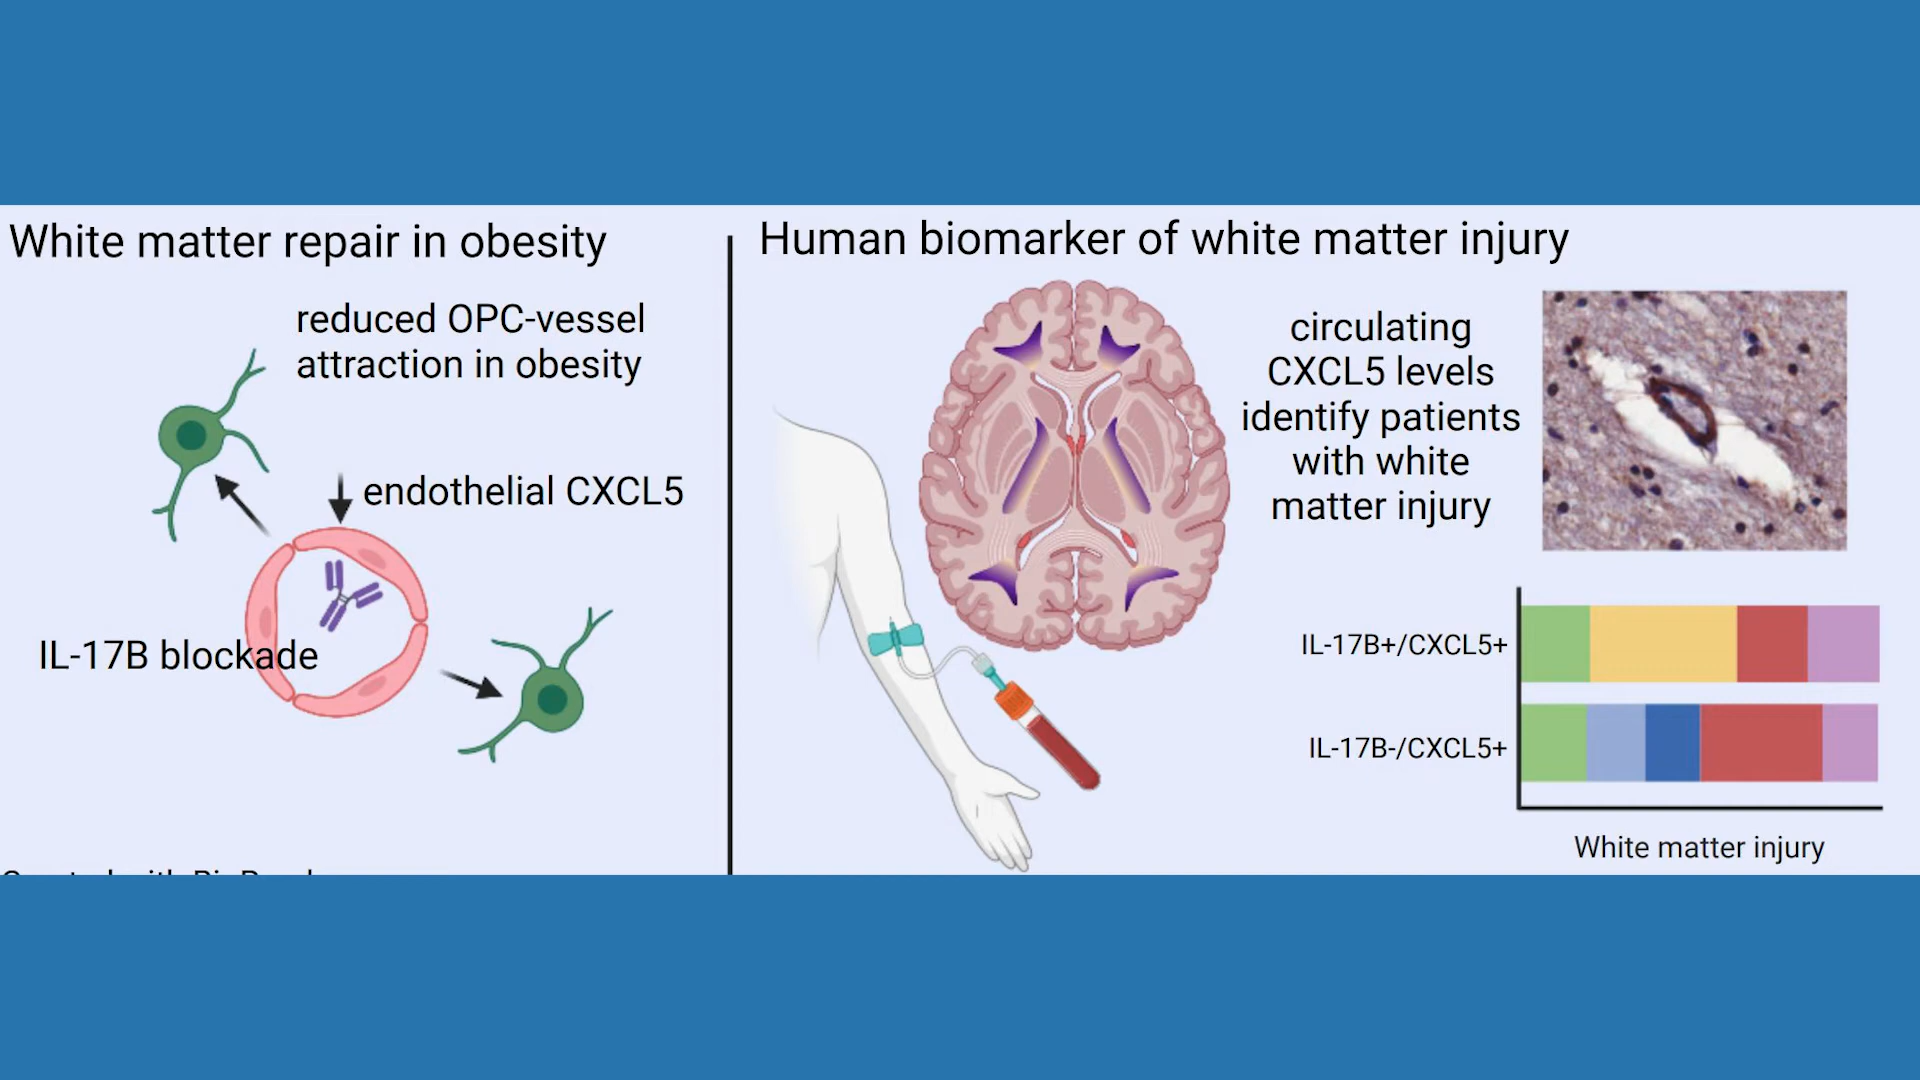 White matter repair in obesity
reduced OPC-vessel
attraction in obesity
endothelial CXCL5
IL-17B blockade
Human biomarker of white matter injury
circulating
CXCL5 levels
identify patients
with white
matter injury
IL-17B+/CXCL5+
IL-17B-/CXCL5+
White matter injury